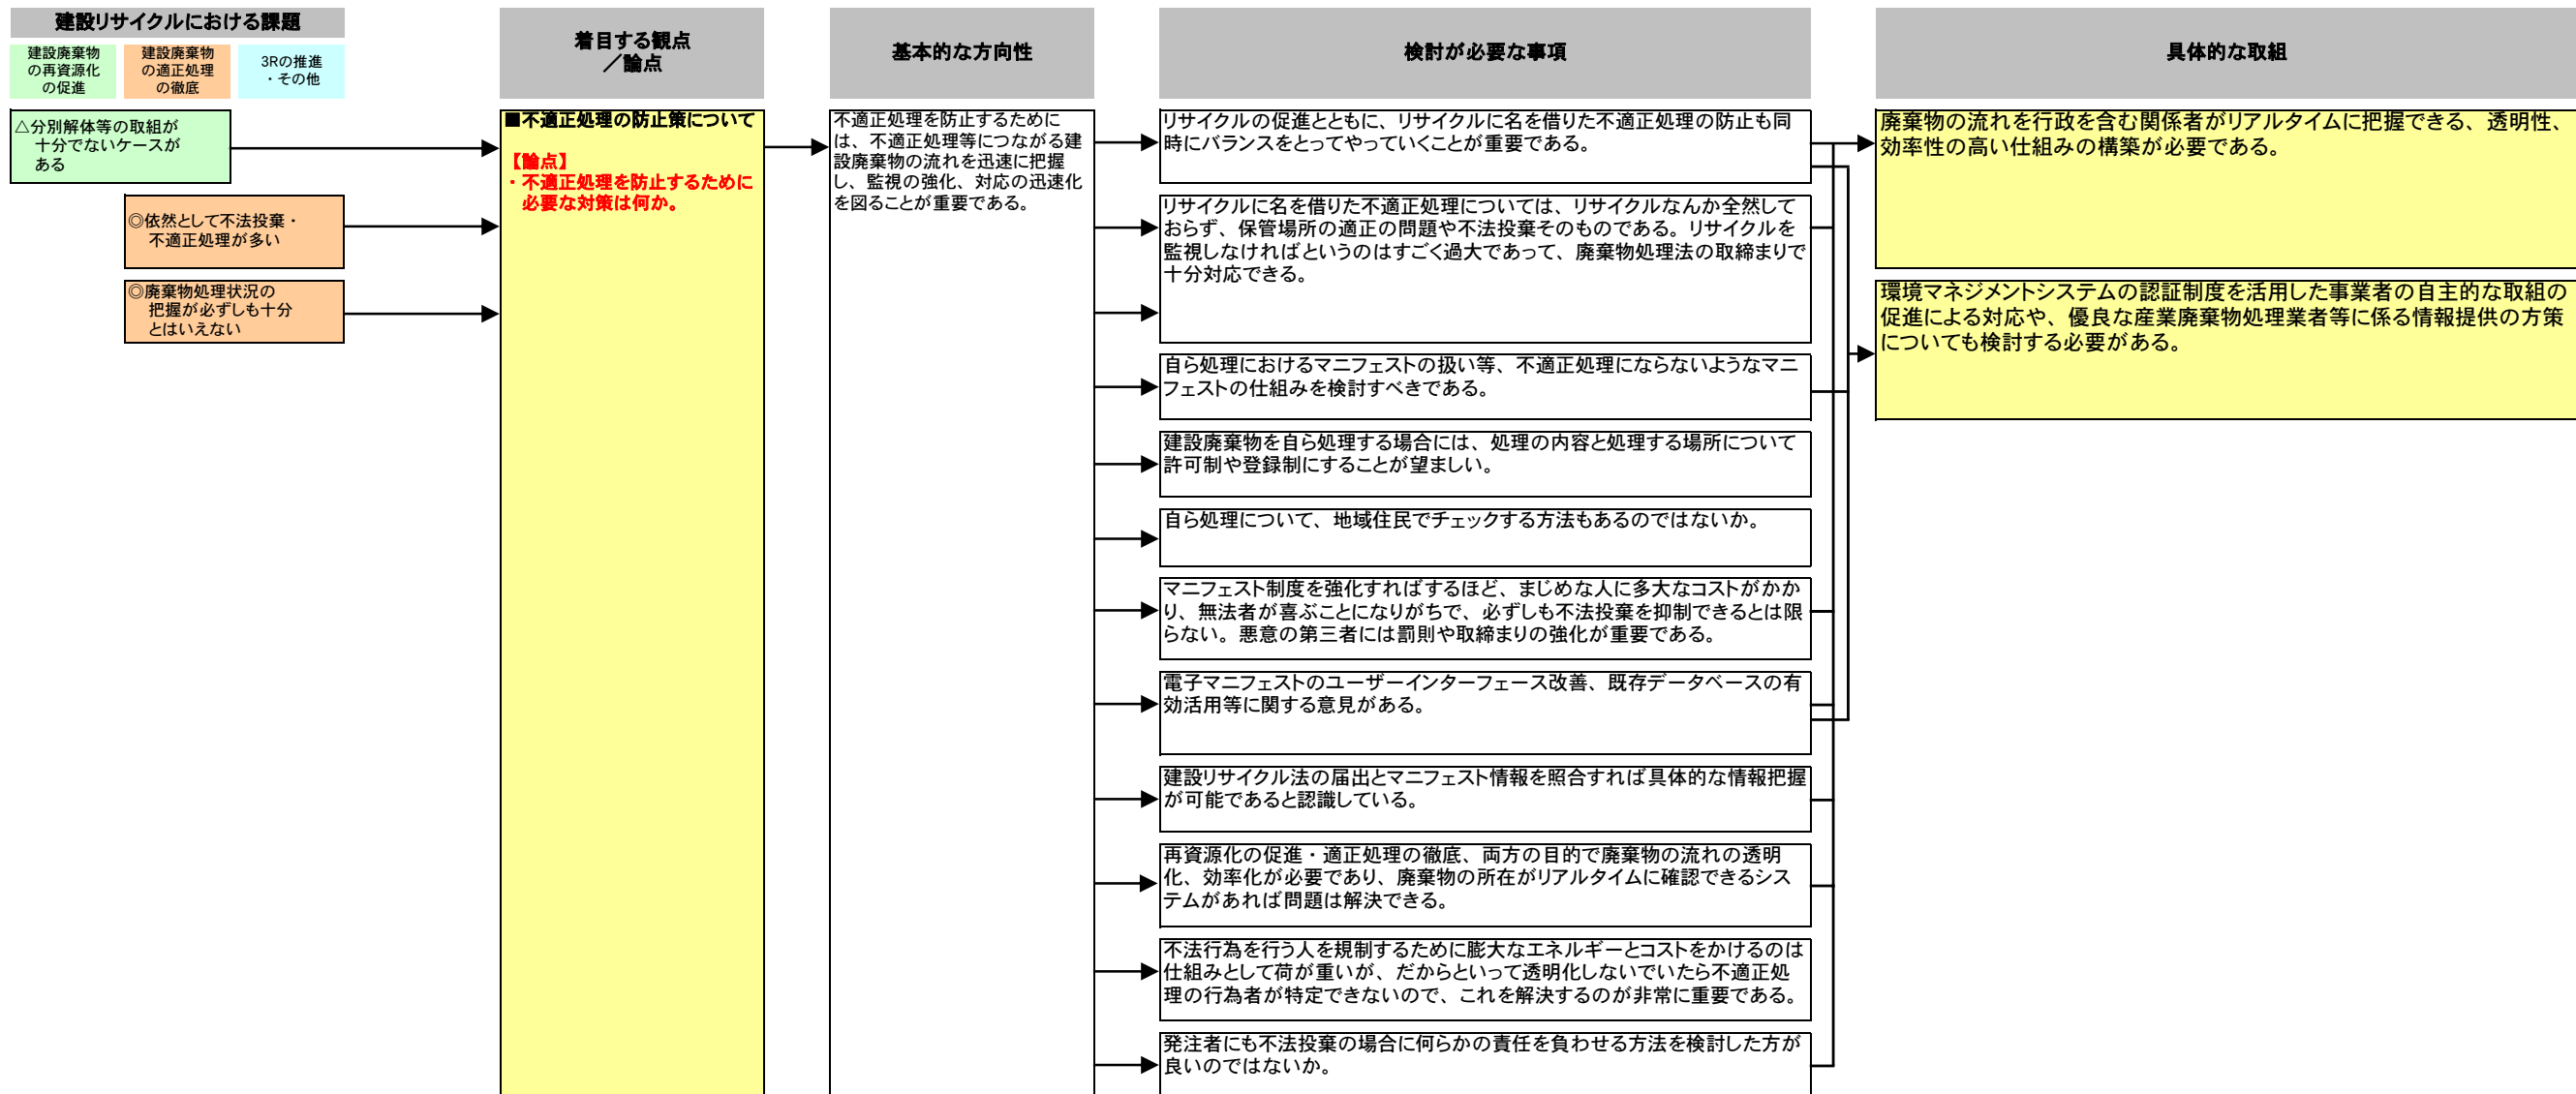 建設リサイクルにおける課題
建設廃棄物
の再資源化
の促進
建設廃棄物
の適正処理
の徹底
3Rの推進
・その他
着目する観点
／論点
基本的な方向性
検討が必要な事項
具体的な取組
△分別解体等の取組が
十分でないケースが
ある
◎依然として不法投棄・
不適正処理が多い
◎廃棄物処理状況の
把握が必ずしも十分
とはいえない
■不適正処理の防止策について
【論点】
・不適正処理を防止するために
必要な対策は何か。
不適正処理を防止するために
は、不適正処理等につながる建
設廃棄物の流れを迅速に把握
し、監視の強化、対応の迅速化
を図ることが重要である。
リサイクルの促進とともに、リサイクルに名を借りた不適正処理の防止も同
時にバランスをとってやっていくことが重要である。
リサイクルに名を借りた不適正処理については、リサイクルなんか全然して
おらず、保管場所の適正の問題や不法投棄そのものである。リサイクルを
監視しなければというのはすごく過大であって、廃棄物処理法の取締まりで
十分対応できる。
自ら処理におけるマニフェストの扱い等、不適正処理にならないようなマニ
フェストの仕組みを検討すべきである。
建設廃棄物を自ら処理する場合には、処理の内容と処理する場所について
許可制や登録制にすることが望ましい。
自ら処理について、地域住民でチェックする方法もあるのではないか。
マニフェスト制度を強化すればするほど、まじめな人に多大なコストがかか
り、無法者が喜ぶことになりがちで、必ずしも不法投棄を抑制できるとは限
らない。悪意の第三者には罰則や取締まりの強化が重要である。
電子マニフェストのユーザーインターフェース改善、既存データベースの有
効活用等に関する意見がある。
建設リサイクル法の届出とマニフェスト情報を照合すれば具体的な情報把握
が可能であると認識している。
再資源化の促進・適正処理の徹底、両方の目的で廃棄物の流れの透明
化、効率化が必要であり、廃棄物の所在がリアルタイムに確認できるシス
テムがあれば問題は解決できる。
不法行為を行う人を規制するために膨大なエネルギーとコストをかけるのは
仕組みとして荷が重いが、だからといって透明化しないでいたら不適正処
理の行為者が特定できないので、これを解決するのが非常に重要である。
発注者にも不法投棄の場合に何らかの責任を負わせる方法を検討した方が
良いのではないか。
廃棄物の流れを行政を含む関係者がリアルタイムに把握できる、透明性、
効率性の高い仕組みの構築が必要である。
環境マネジメントシステムの認証制度を活用した事業者の自主的な取組の
促進による対応や、優良な産業廃棄物処理業者等に係る情報提供の方策
についても検討する必要がある。